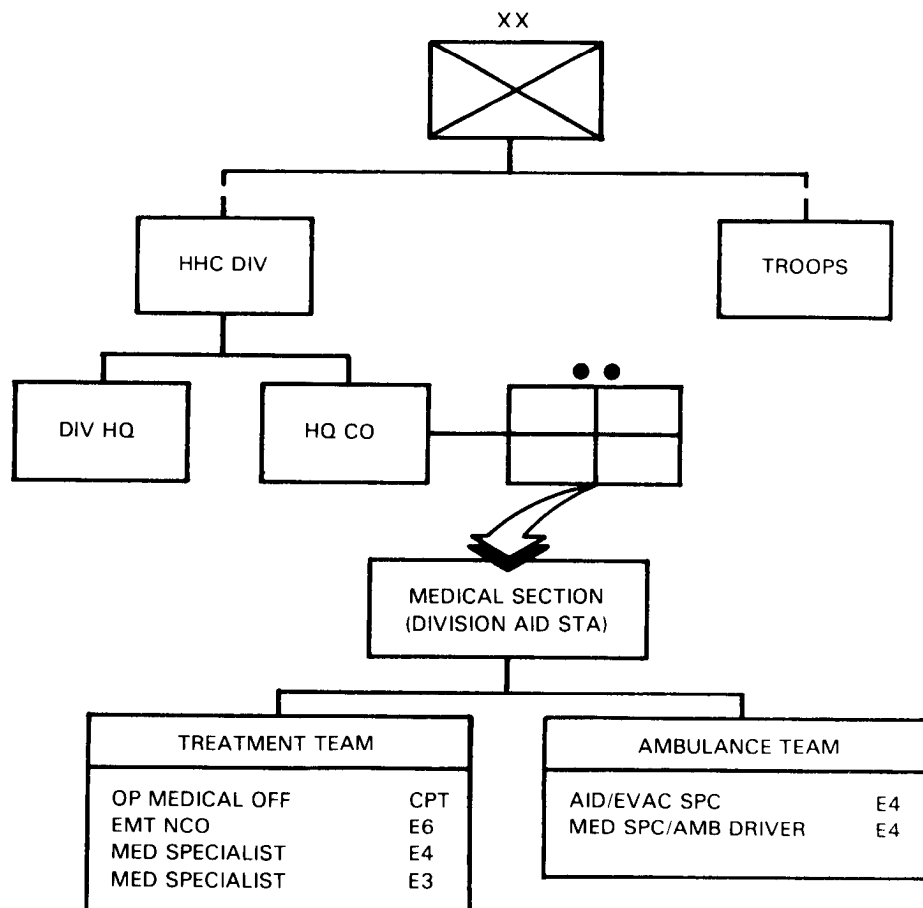 XX
HHC DIV
TROOPS
DIV HQ
HQ CO
MEDICAL SECTION
(DIVISION AID STA)
TREATMENT TEAM
OP MEDICAL OFF CPT
EMT NCO E6
MED SPECIALIST E4
MED SPECIALIST E3
AMBULANCE TEAM
AID/EVAC SPC E4
MED SPC/AMB DRIVER E4